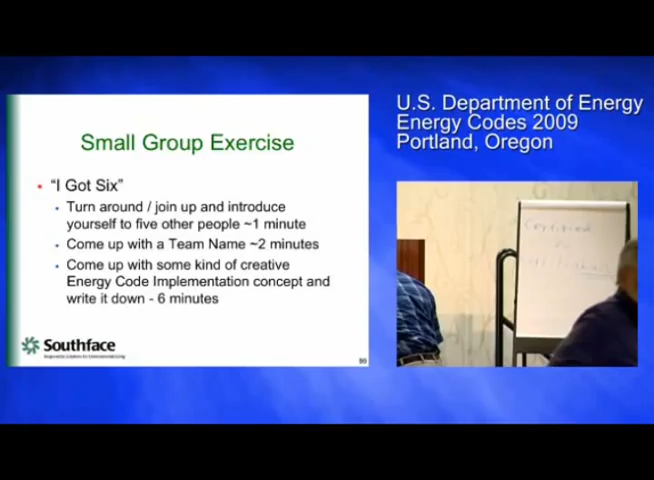 Small Group Exercise
"I Got Six"
Turn around / join up and introduce
yourself to five other people ~1 minute
Come up with a Team Name ~2 minutes
Come up with some kind of creative
Energy Code Implementation concept and
write it down - 6 minutes
Southface
U.S. Department of Energy
Energy Codes 2009
Portland, Oregon
Certified